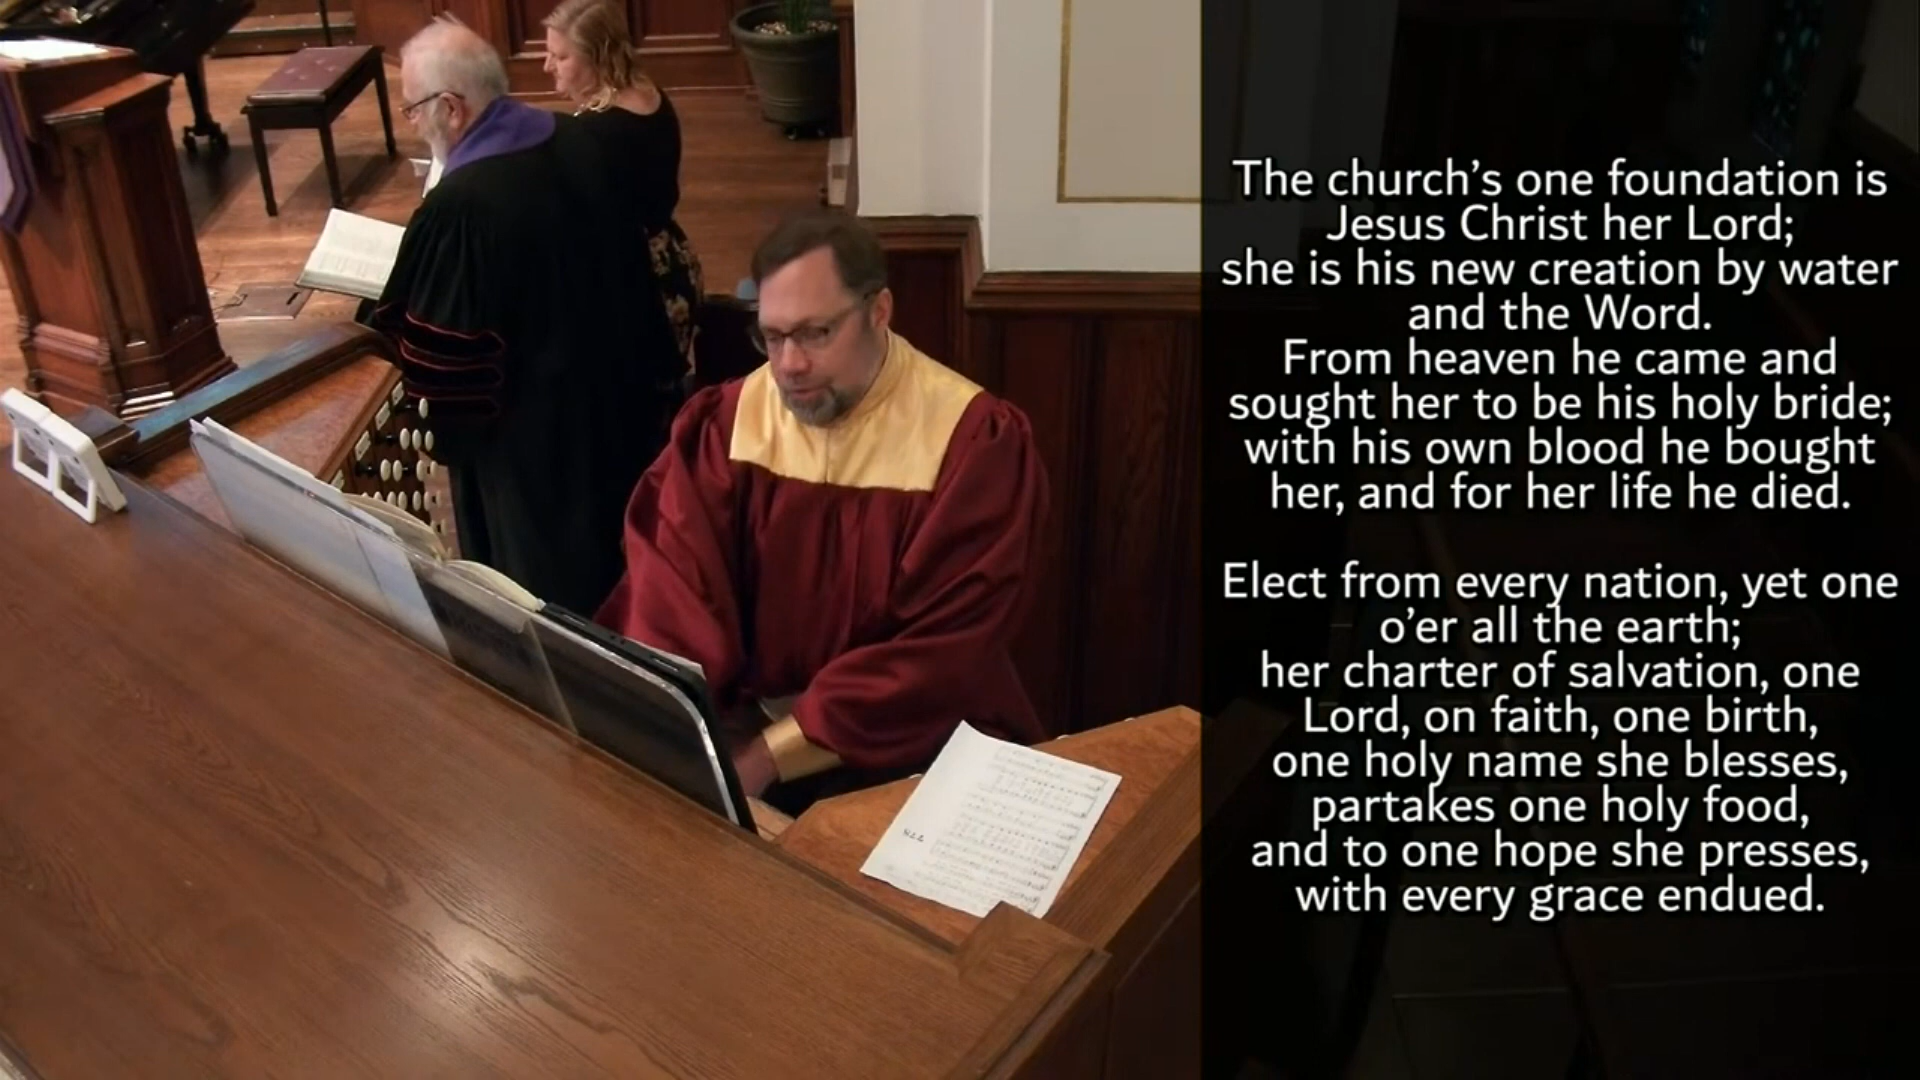 The church's one foundation is
Jesus Christ her Lord;
she is his new creation by water
and the Word.
From heaven he came and
sought her to be his holy bride;
with his own blood he bought
her, and for her life he died.
Elect from every nation, yet one
o'er all the earth;
her charter of salvation, one
Lord, on faith, one birth,
one holy name she blesses,
partakes one holy food,
and to one hope she presses,
with every grace endued.